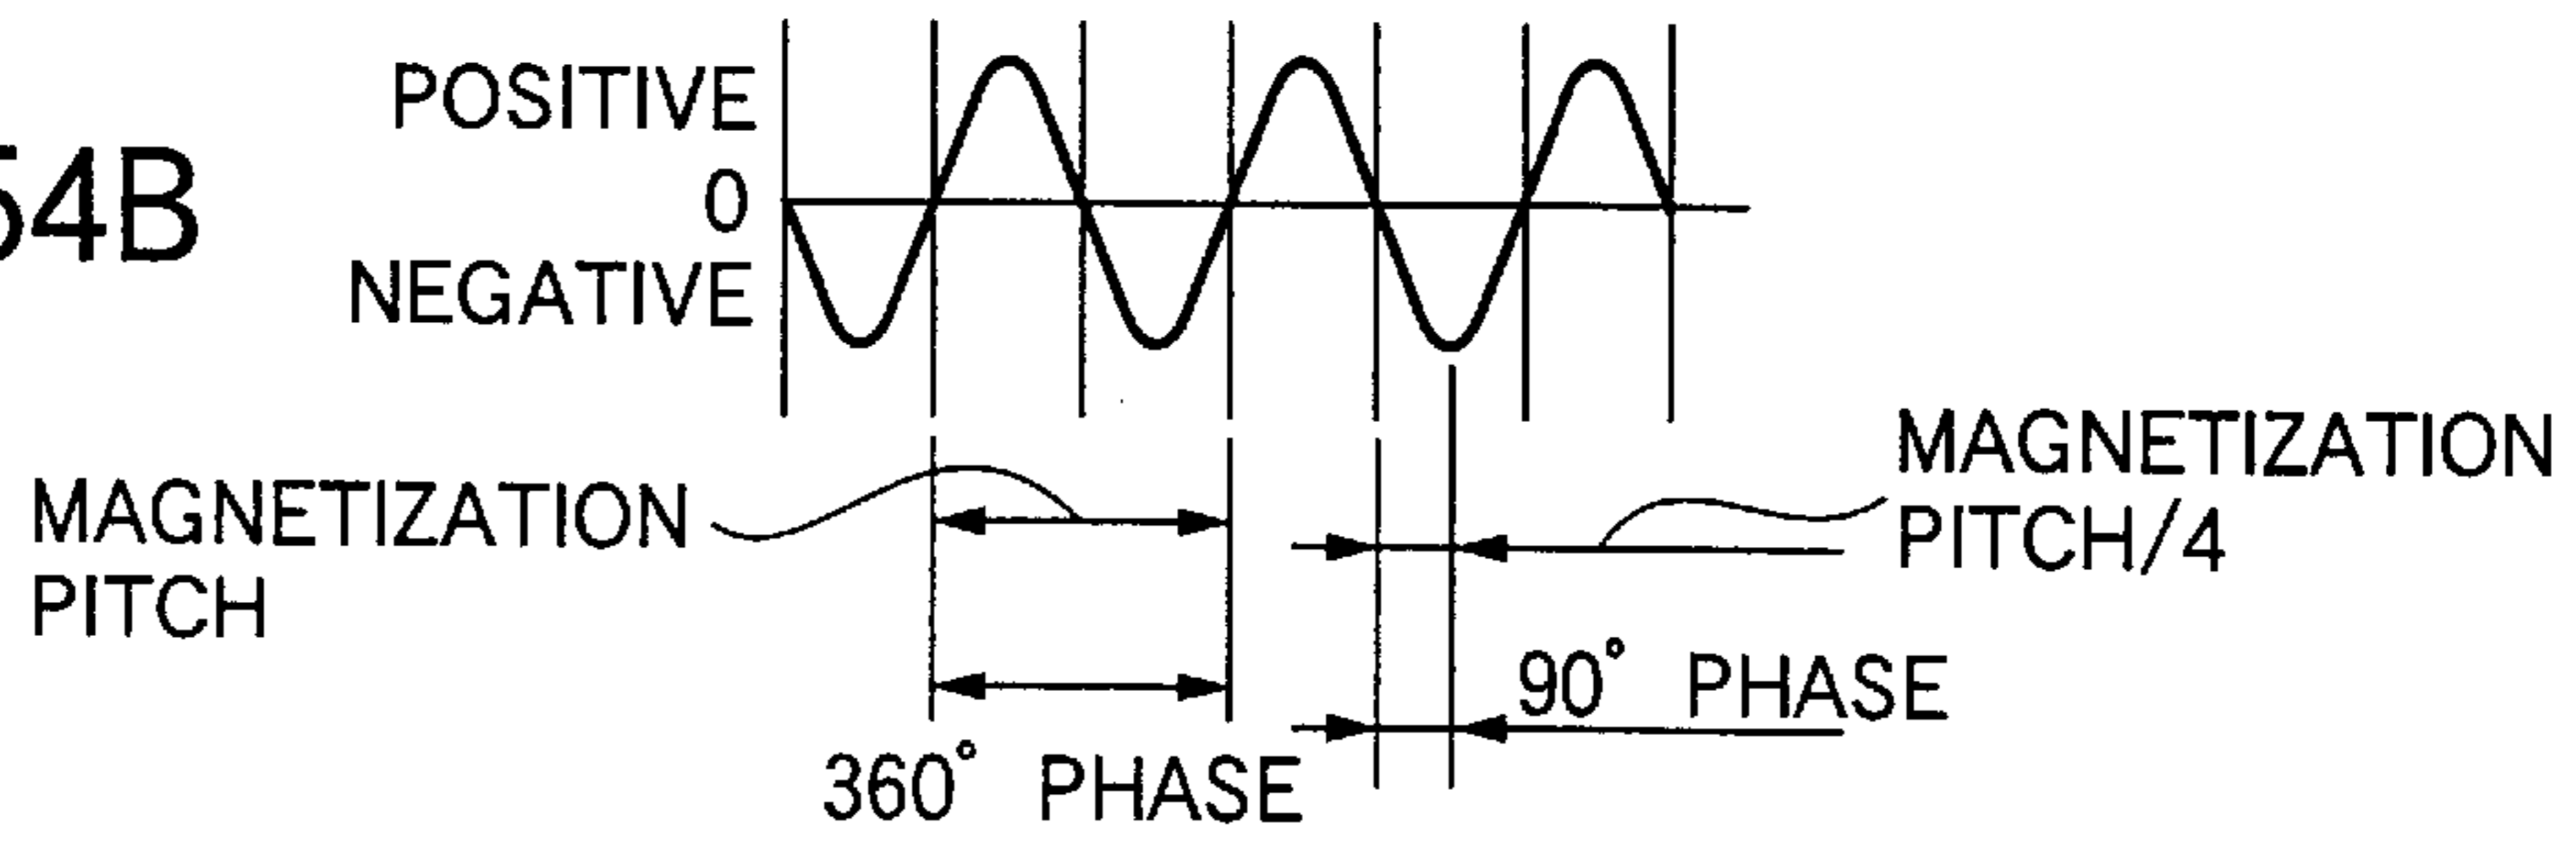 54B
POSITIVE
0
NEGATIVE
MAGNETIZATION
PITCH
MAGNETIZATION
PITCH/4
90° PHASE
360° PHASE